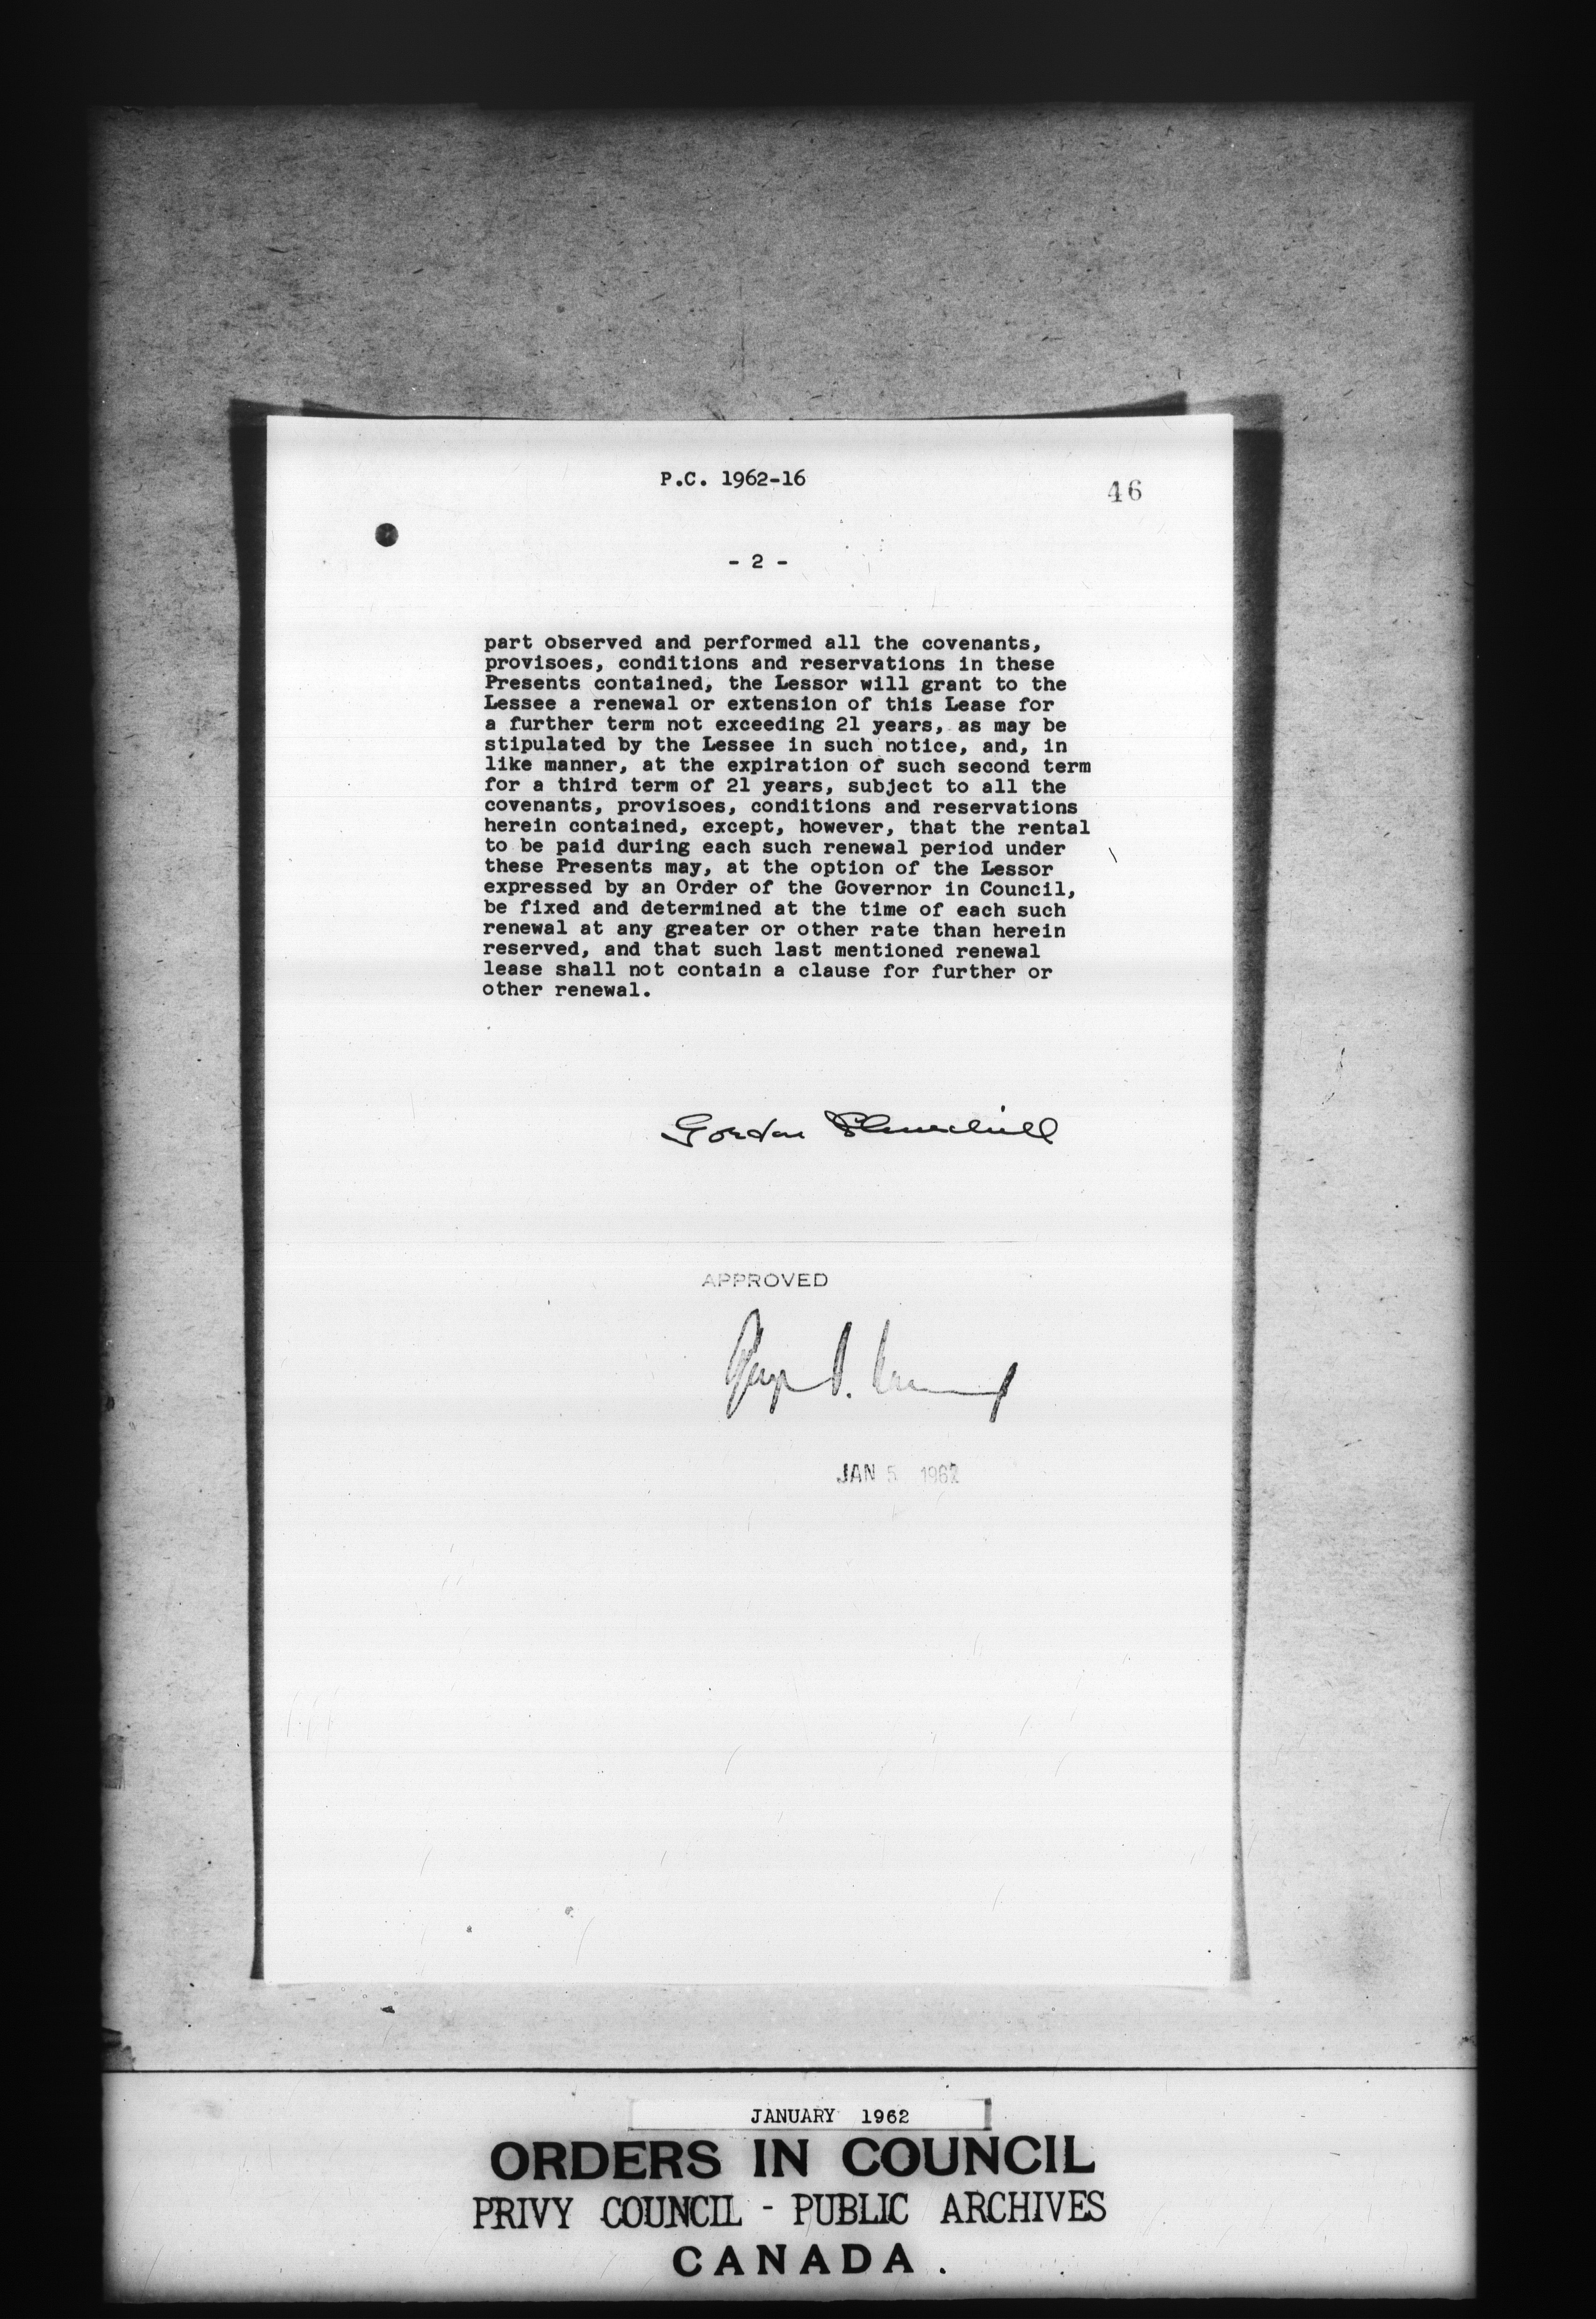 P.C. 1962-16
46
- 2 -
part observed and performed all the covenants,
provisoes, conditions and reservations in these
Presents contained, the Lessor will grant to the
Lessee a renewal or extension of this Lease for
a further term not exceeding 21 years, as may be
stipulated by the Lessee in such notice, and, in
like manner, at the expiration of such second term
for a third term of 21 years, subject to all the
covenants, provisoes, conditions and reservations
herein contained, except, however, that the rental
to be paid during each such renewal period under
these Presents may, at the option of the Lessor
expressed by an Order of the Governor in Council,
be fixed and determined at the time of each such
renewal at any greater or other rate than herein
reserved, and that such last mentioned renewal
lease shall not contain a clause for further or
other renewal.
Gordon Churchill
APPROVED
JAN 5 1962
JANUARY 1962
ORDERS IN COUNCIL
PRIVY COUNCIL - PUBLIC ARCHIVES
CANADA.